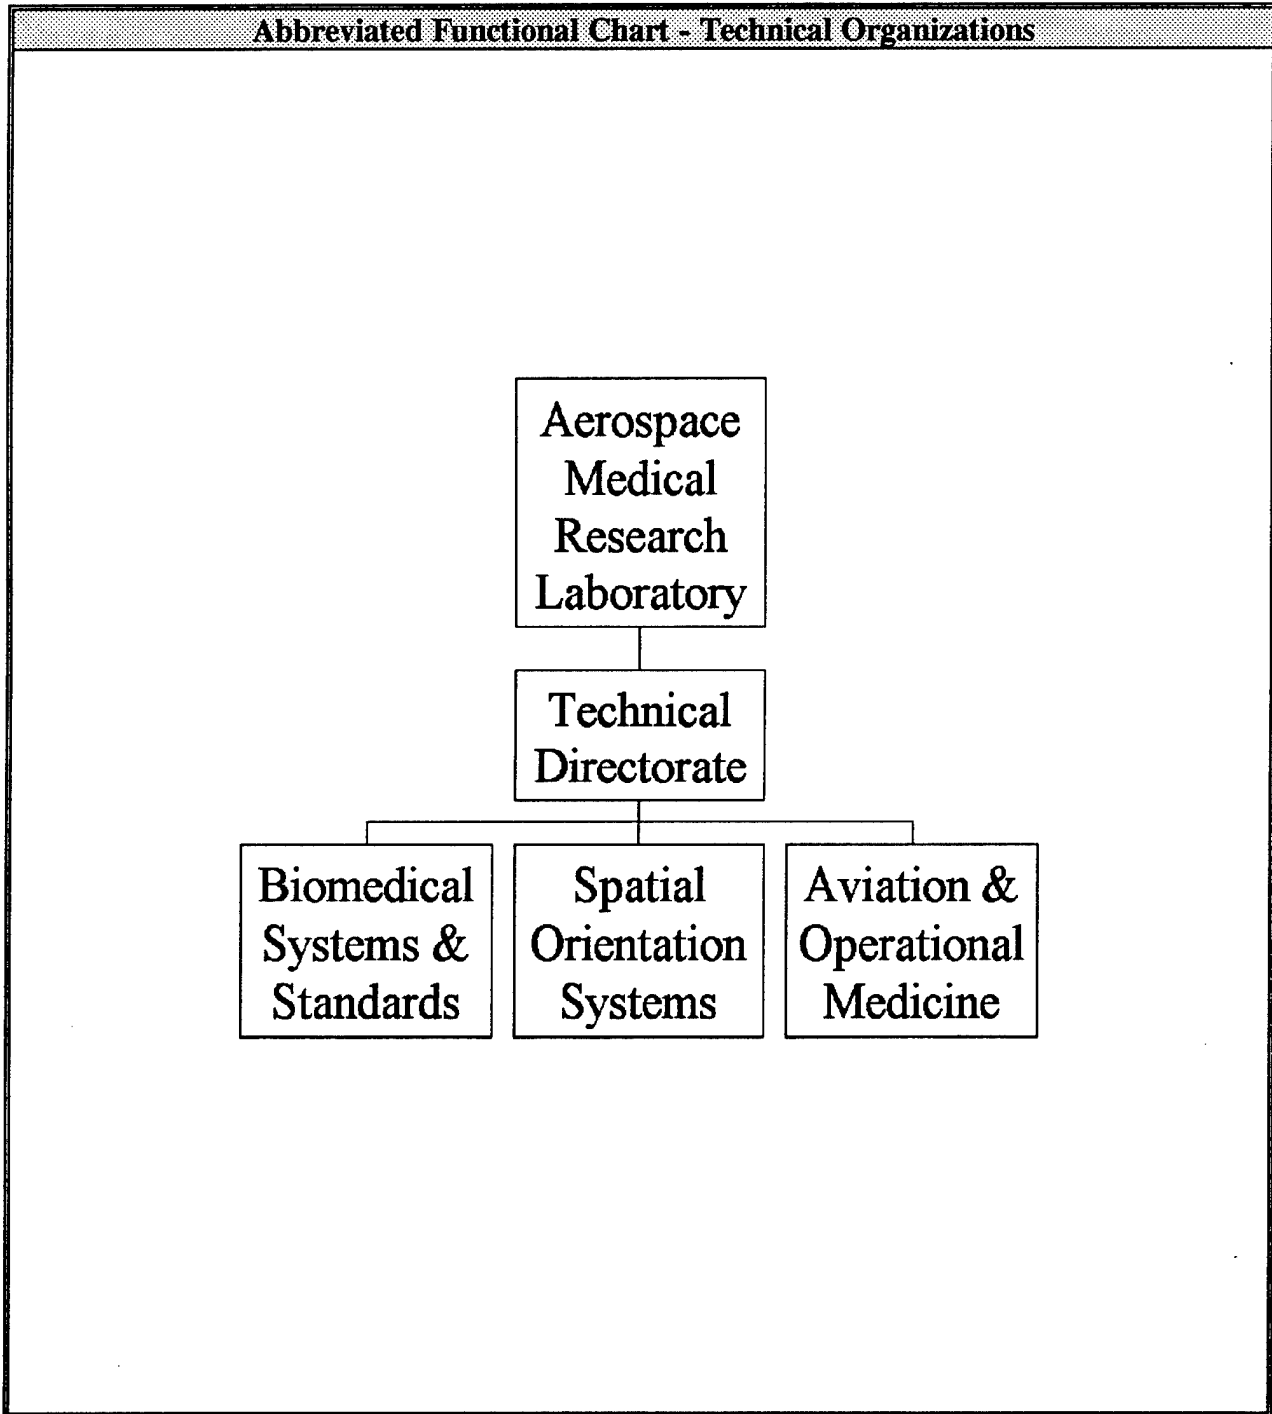 Abbreviated Functional Chart - Technical Organizations
Aerospace
Medical
Research
Laboratory
Technical
Directorate
Biomedical
Systems &
Standards
Spatial
Orientation
Systems
Aviation &
Operational
Medicine